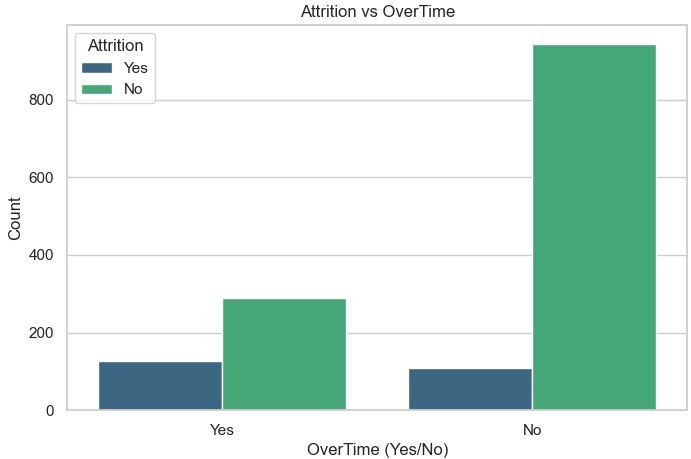 Attrition vs OverTime
Attrition
Yes
No
800
600
400
200
0
Count
Yes
No
OverTime (Yes/No)